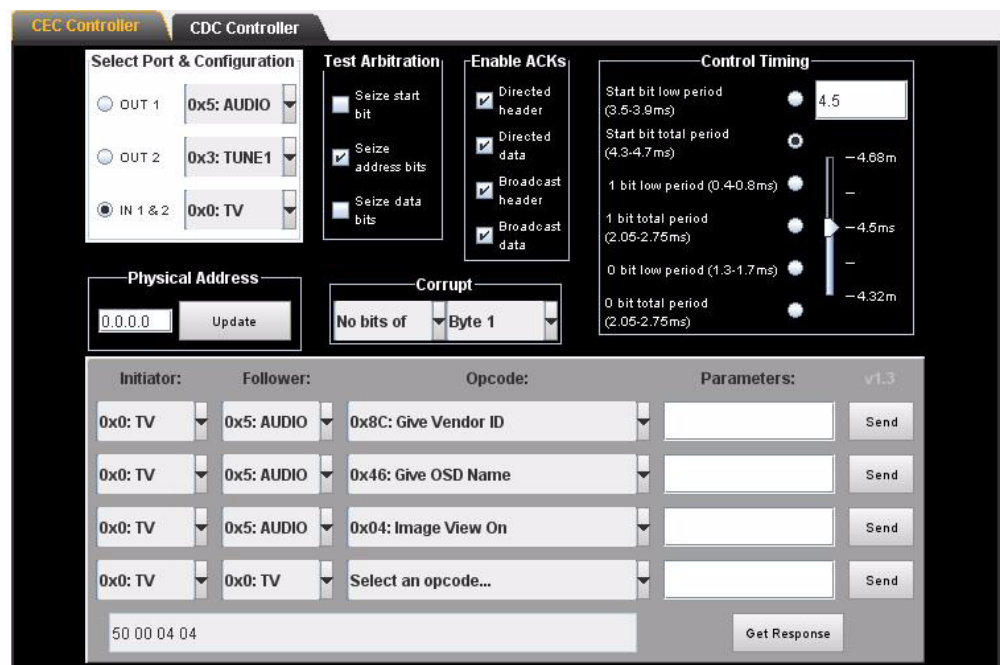 CEC Controller CDC Controller
Select Port & Configuration
OUT 1 0x5: AUDIO
OUT 2 0x3: TUNE1
IN 1 & 2 0x0: TV
Test Arbitration
Seize start
bit
Seize
address bits
Seize data
bits
Enable ACKs
Directed
header
Directed
data
Broadcast
header
Broadcast
data
Control Timing
Start bit low period
(3.5-3.9ms)
4.5
Start bit total period
(4.3-4.7ms)
1 bit low period (0.4-0.8ms)
1 bit total period
(2.05-2.75ms)
0 bit low period (1.3-1.7ms)
0 bit total period
(2.05-2.75ms)
4.68m
4.5ms
4.32m
Physical Address
0.0.0.0 Update
Corrupt
No bits of Byte 1
Initiator: Follower: Opcode: Parameters: v1.3
0x0: TV 0x5: AUDIO 0x8C: Give Vendor ID Send
0x0: TV 0x5: AUDIO 0x46: Give OSD Name Send
0x0: TV 0x5: AUDIO 0x04: Image View On Send
0x0: TV 0x0: TV Select an opcode... Send
50 00 04 04 Get Response